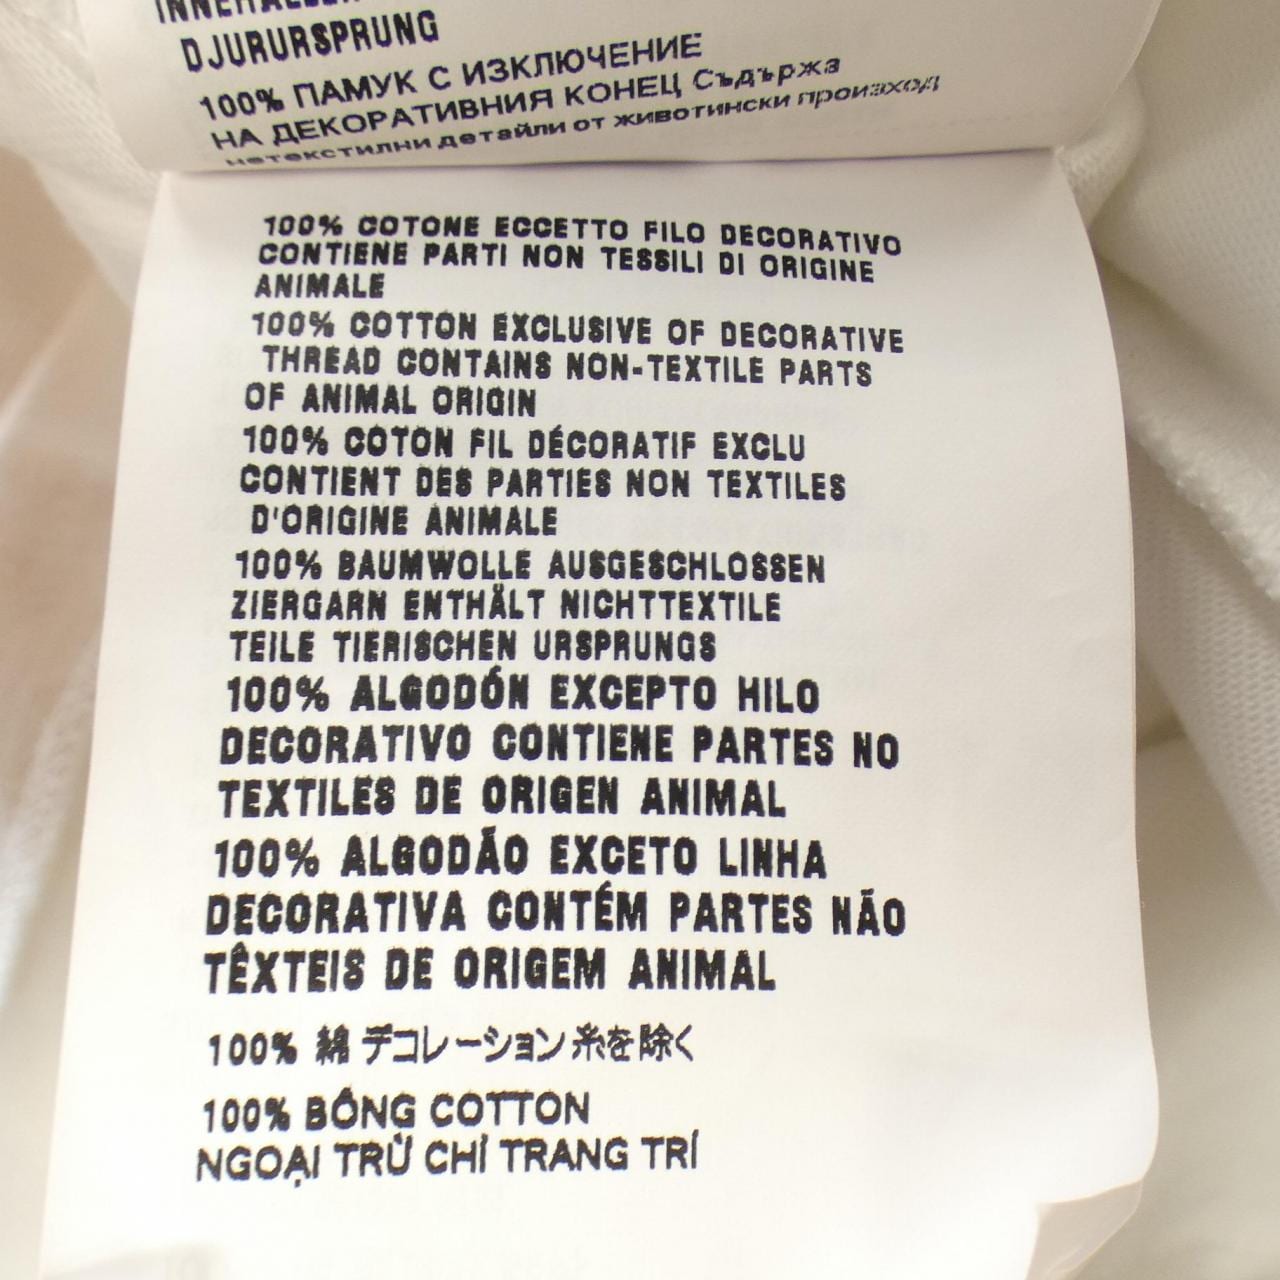 DJURURSPRUNG
100% ПАМУК С ИЗКЛЮЧЕНИЕ
НА ДЕКОРАТИВНИЯ КОНЕЦ Съдържа
нетекстилни детайли от животински произход
100% COTONE ECCETTO FILO DECORATIVO
CONTIENE PARTI NON TESSILI DI ORIGINE
ANIMALE
100% COTTON EXCLUSIVE OF DECORATIVE
THREAD CONTAINS NON-TEXTILE PARTS
OF ANIMAL ORIGIN
100% COTON FIL DÉCORATIF EXCLU
CONTIENT DES PARTIES NON TEXTILES
D'ORIGINE ANIMALE
100% BAUMWOLLE AUSGESCHLOSSEN
ZIERGARN ENTHÄLT NICHTTEXTILE
TEILE TIERISCHEN URSPRUNGS
100% ALGODÓN EXCEPTO HILO
DECORATIVO CONTIENE PARTES NO
TEXTILES DE ORIGEN ANIMAL
100% ALGODÃO EXCETO LINHA
DECORATIVA CONTÉM PARTES NÃO
TÊXTEIS DE ORIGEM ANIMAL
100% 綿 デコレーション糸を除く
100% BÔNG COTTON
NGOẠI TRỪ CHỈ TRANG TRÍ